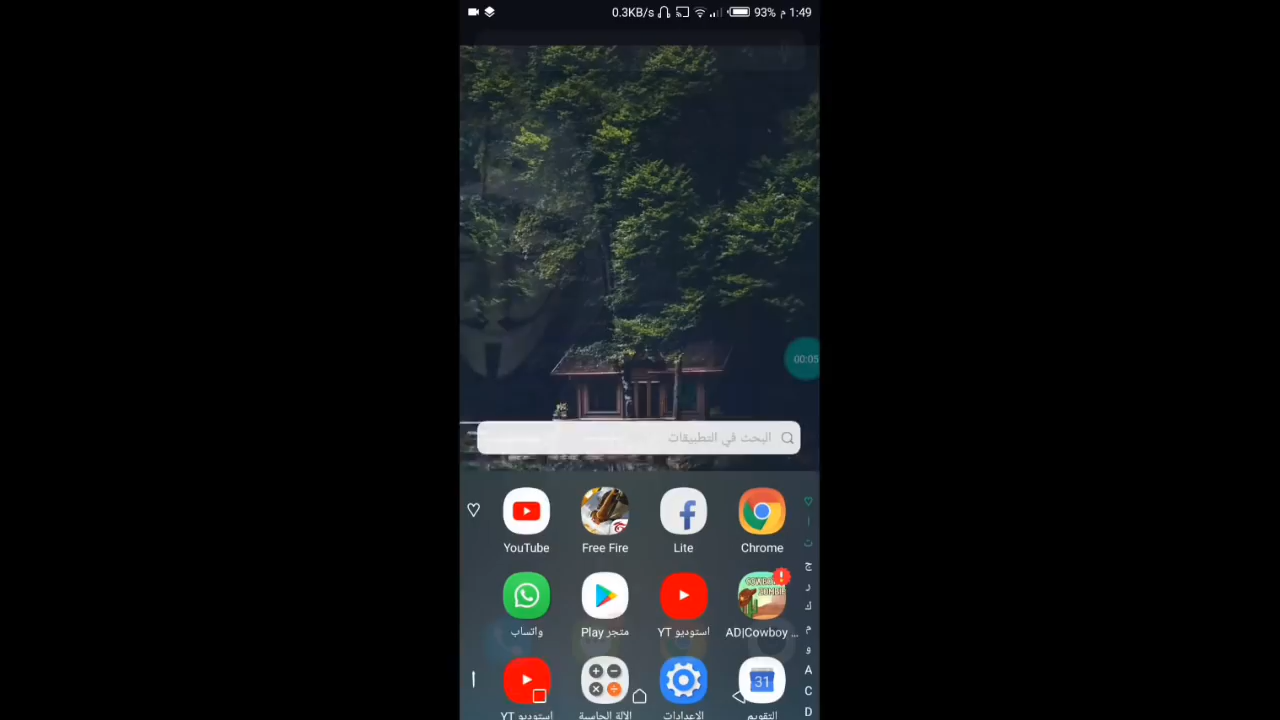 0.3KB/s 93% م 1:49
00:05
البحث في التطبيقات
YouTube
Free Fire
Lite
Chrome
واتساب
متجر Play
استوديو YT
AD|Cowboy ...
31
استوديو YT
الآلة الحاسبة
الإعدادات
التقويم
ا
ت
ج
ر
ك
م
و
A
C
D